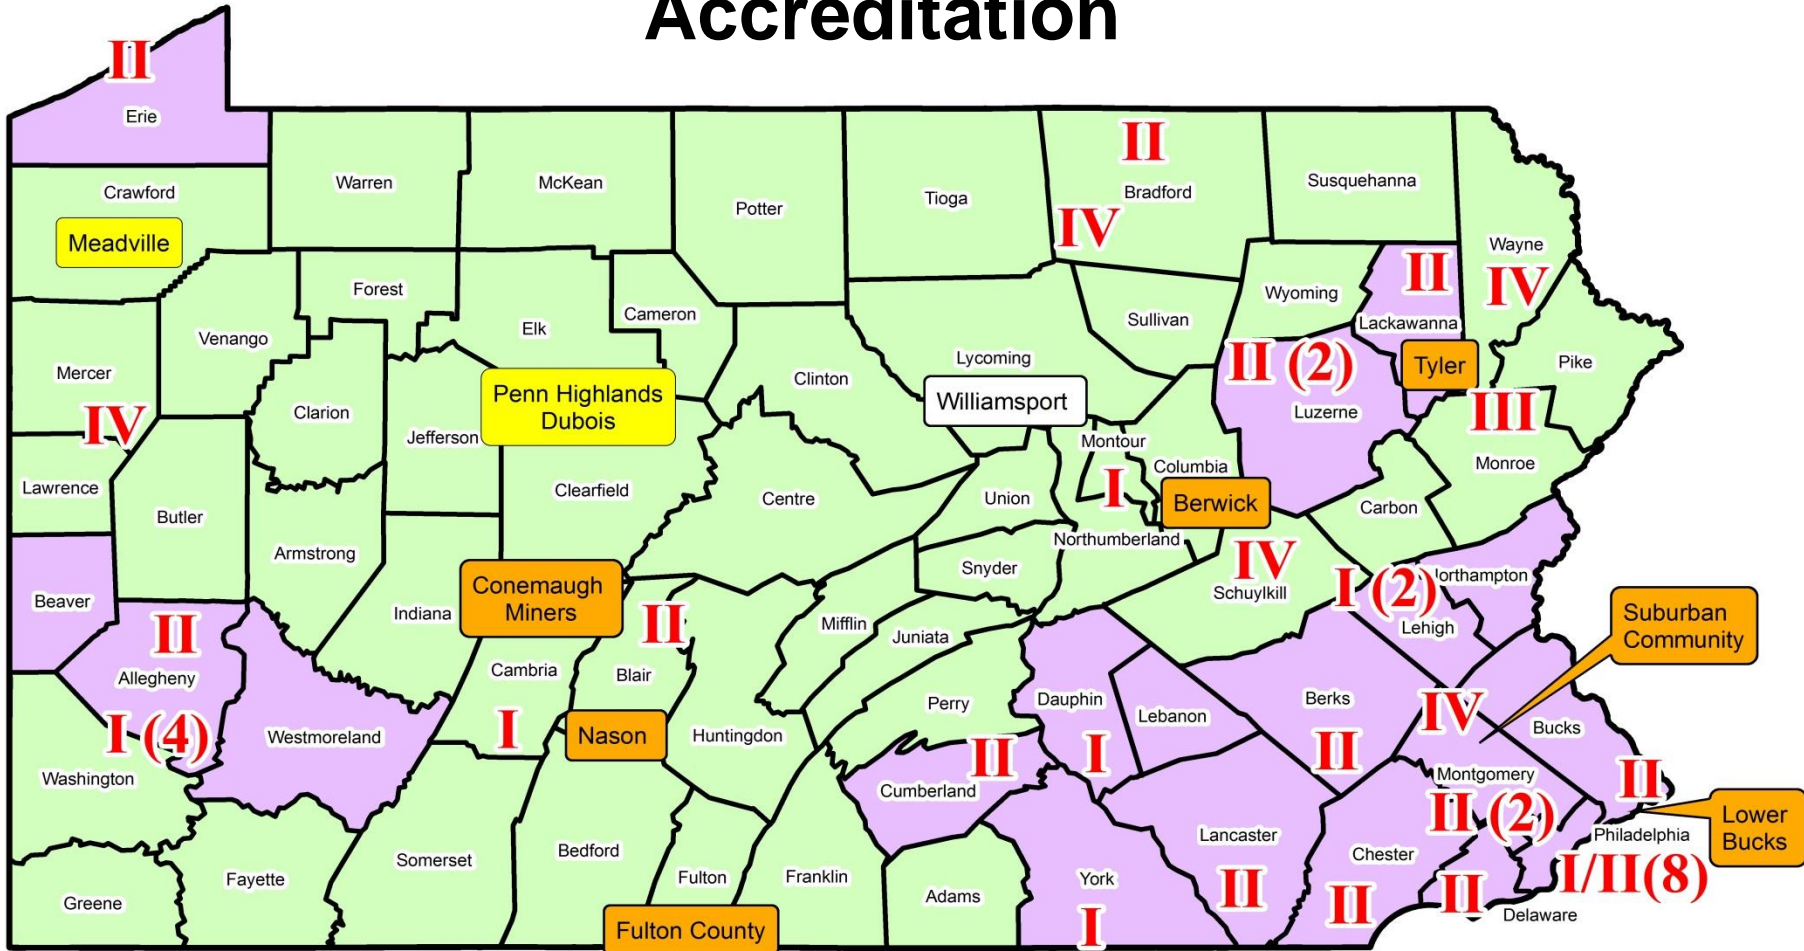 Accreditation
II
Erie
Crawford
Meadville
Warren
McKean
Potter
Tioga
II
Bradford
IV
Susquehanna
Wayne
IV
Forest
Venango
Elk
Cameron
Mercer
IV
Clarion
Jefferson
Penn Highlands
Dubois
Clinton
Lycoming
Williamsport
Sullivan
Wyoming
II
Lackawanna
II (2)
Luzerne
Tyler
Pike
III
Monroe
Lawrence
Butler
Armstrong
Clearfield
Centre
Union
Montour
I
Columbia
Berwick
Northumberland
Snyder
Carbon
IV
Schuylkill
I (2)
Lehigh
orthampton
Suburban
Community
Beaver
II
Allegheny
I (4)
Indiana
Conemaugh
Miners
Cambria
I
II
Blair
Nason
Huntingdon
Mifflin
Juniata
Perry
Dauphin
I
Lebanon
Berks
II
IV
Bucks
II
Washington
Westmoreland
II
Cumberland
Montgomery
II (2)
Lower
Bucks
Philadelphia
I/II(8)
Greene
Fayette
Somerset
Bedford
Fulton
Fulton County
Franklin
Adams
York
I
Lancaster
II
Chester
II
II
Delaware